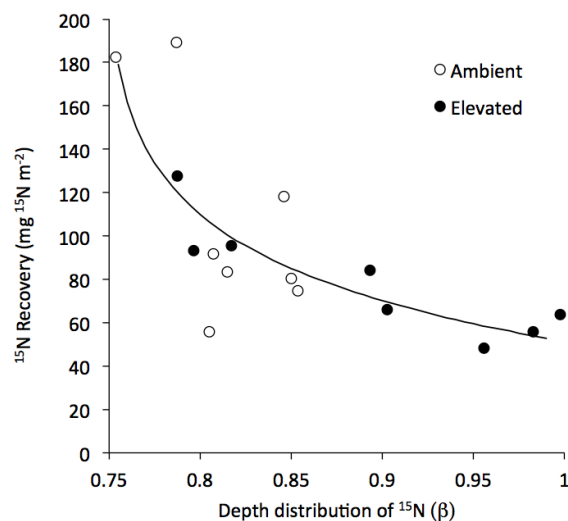 200
180
160
140
120
100
80
60
40
20
0
¹⁵N Recovery (mg ¹⁵N m⁻²)
Ambient
Elevated
0.75 0.8 0.85 0.9 0.95 1
Depth distribution of ¹⁵N (β)